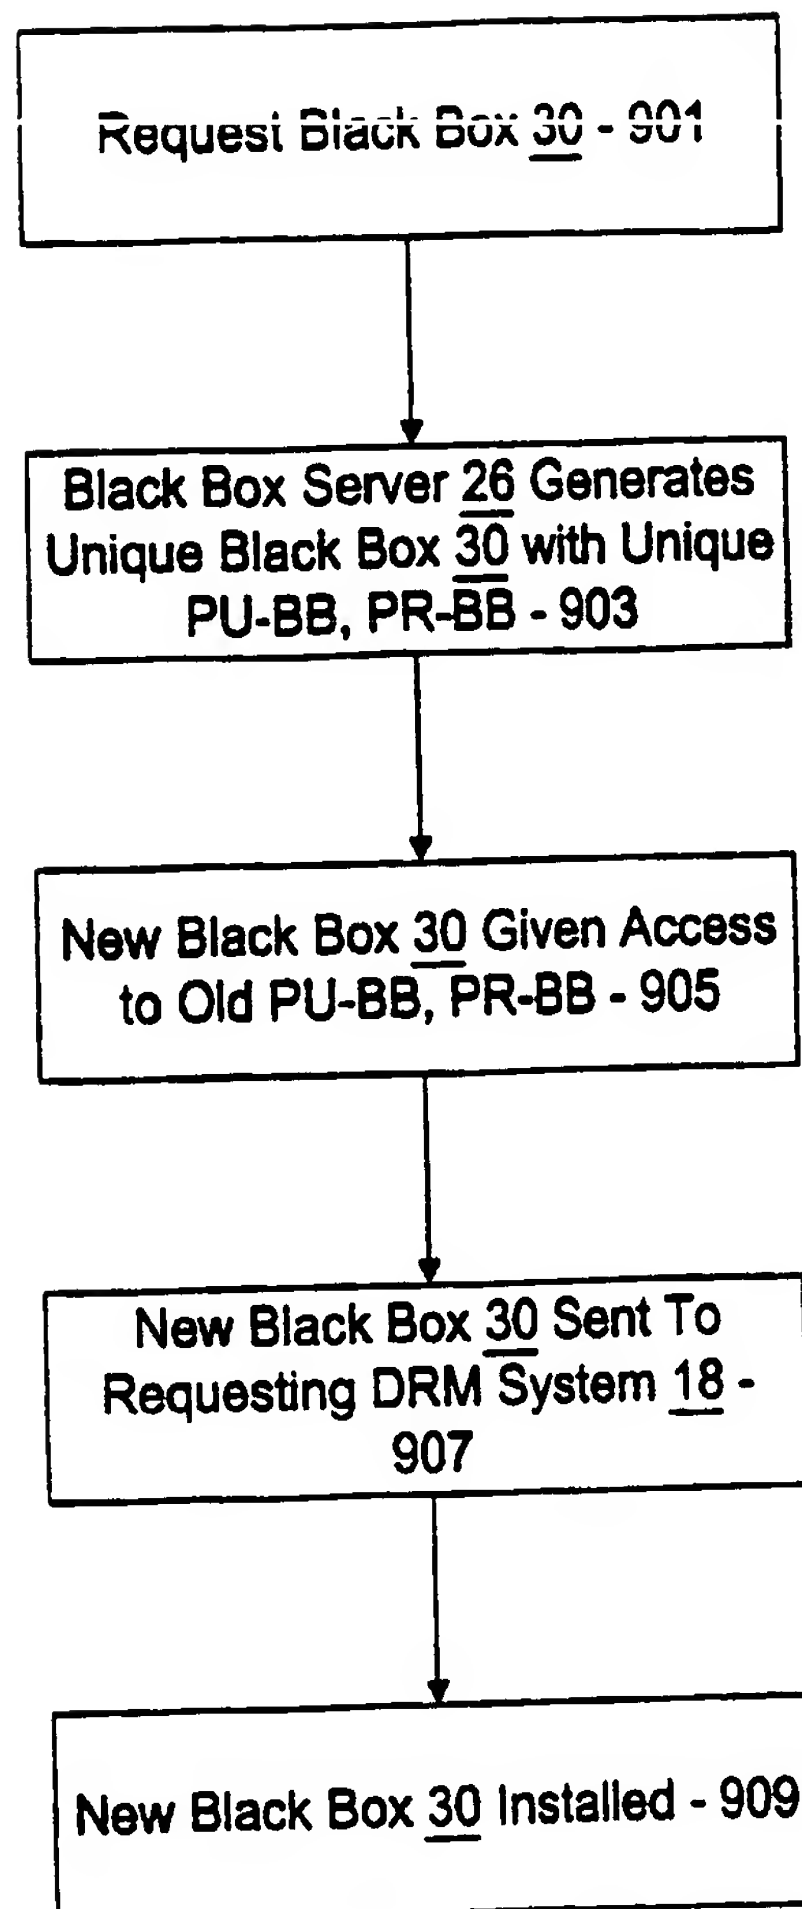 Request Black Box 30 - 901
Black Box Server 26 Generates
Unique Black Box 30 with Unique
PU-BB, PR-BB - 903
New Black Box 30 Given Access
to Old PU-BB, PR-BB - 905
New Black Box 30 Sent To
Requesting DRM System 18 -
907
New Black Box 30 Installed - 909